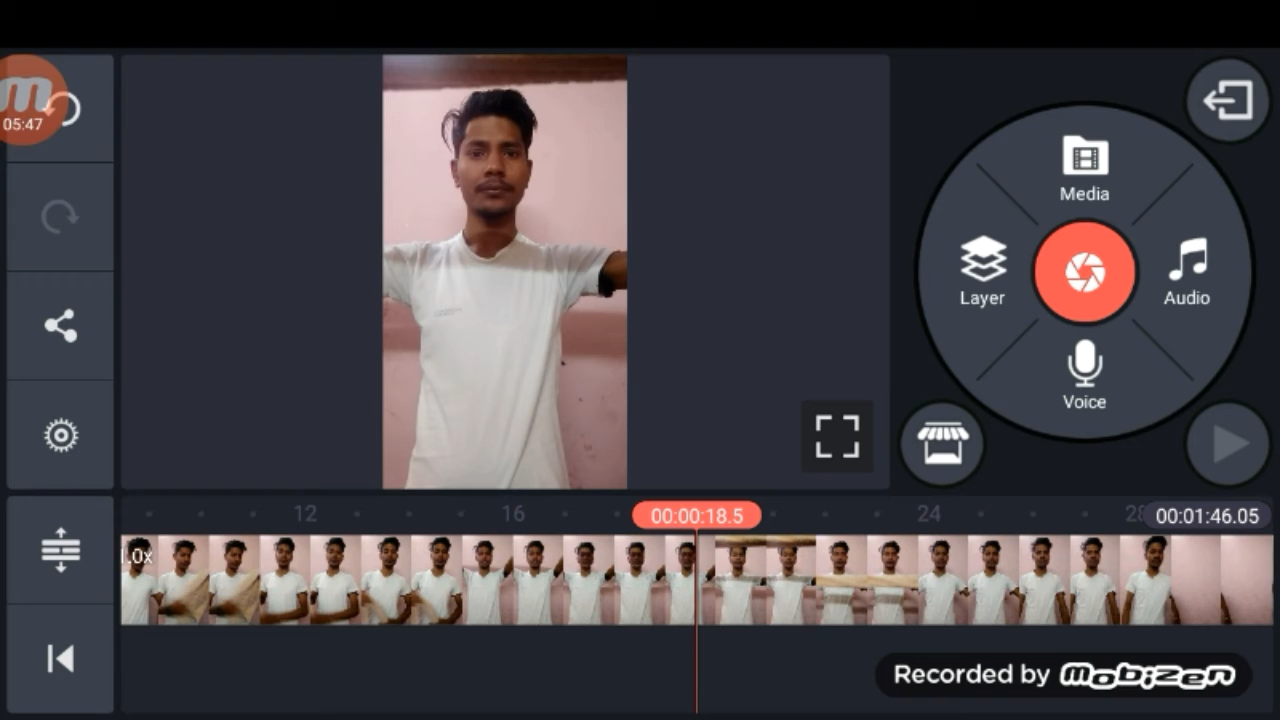 m
05:47
Media
Layer
Audio
Voice
12
16
00:00:18.5
24
28
00:01:46.05
1.0x
Recorded by mobizen